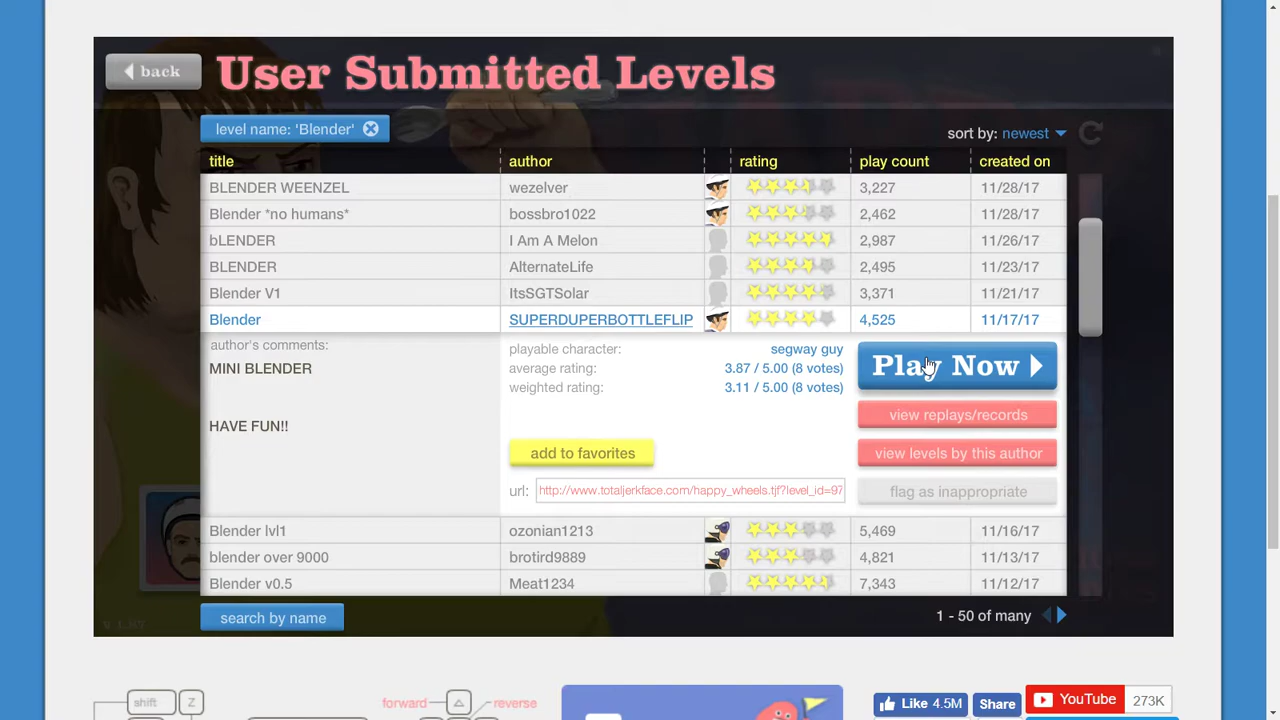 back
User Submitted Levels
level name: 'Blender'
sort by: newest
title author rating play count created on
BLENDER WEENZEL wezelver 3,227 11/28/17
Blender *no humans* bossbro1022 2,462 11/28/17
bLENDER I Am A Melon 2,987 11/26/17
BLENDER AlternateLife 2,495 11/23/17
Blender V1 ItsSGTSolar 3,371 11/21/17
Blender SUPERDUPERBOTTLEFLIP 4,525 11/17/17
author's comments:
MINI BLENDER
HAVE FUN!!
playable character: segway guy
average rating: 3.87 / 5.00 (8 votes)
weighted rating: 3.11 / 5.00 (8 votes)
add to favorites
url: http://www.totaljerkface.com/happy_wheels.tjf?level_id=97
Play Now
view replays/records
view levels by this author
flag as inappropriate
Blender lvl1 ozonian1213 5,469 11/16/17
blender over 9000 brotird9889 4,821 11/13/17
Blender v0.5 Meat1234 7,343 11/12/17
search by name
1 - 50 of many
shift Z
forward reverse
Like 4.5M Share YouTube 273K